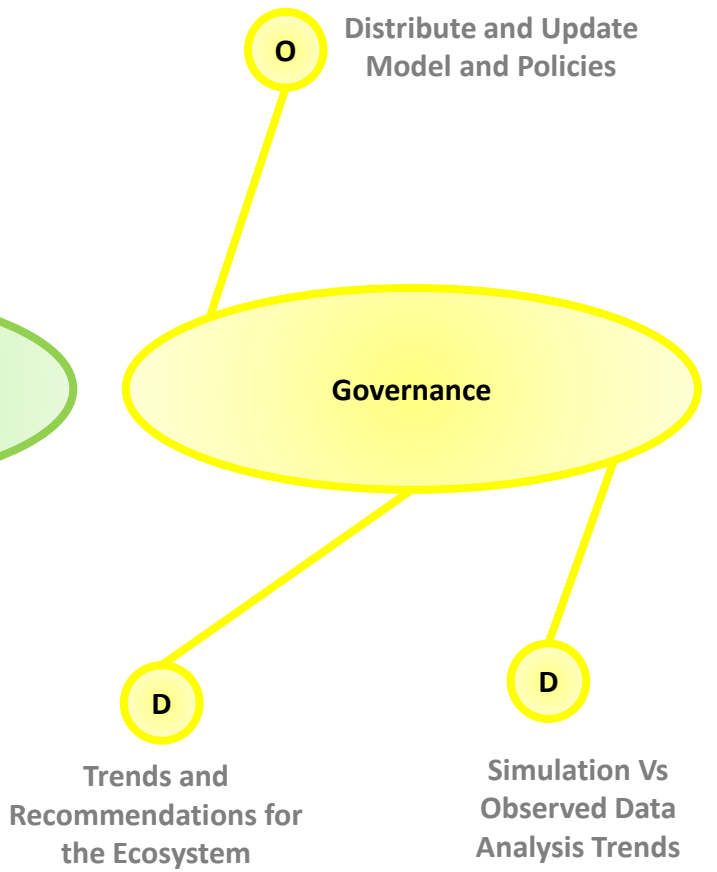 O
Distribute and Update
Model and Policies
Governance
D
Trends and
Recommendations for
the Ecosystem
D
Simulation Vs
Observed Data
Analysis Trends